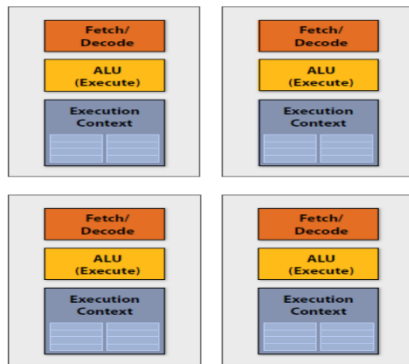 Fetch/
Decode
ALU
(Execute)
Execution
Context
Fetch/
Decode
ALU
(Execute)
Execution
Context
Fetch/
Decode
ALU
(Execute)
Execution
Context
Fetch/
Decode
ALU
(Execute)
Execution
Context